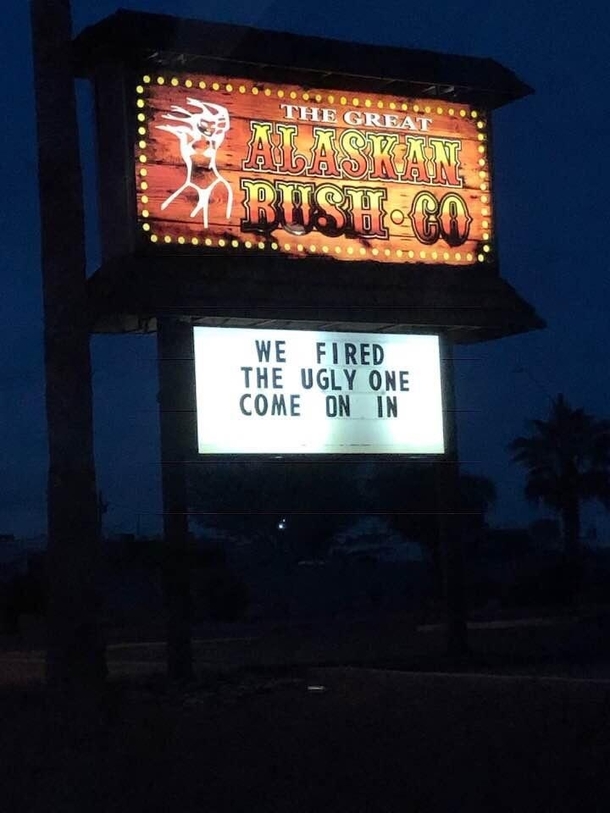 THE GREAT
ALASKAN
BUSH • CO
WE FIRED
THE UGLY ONE
COME ON IN